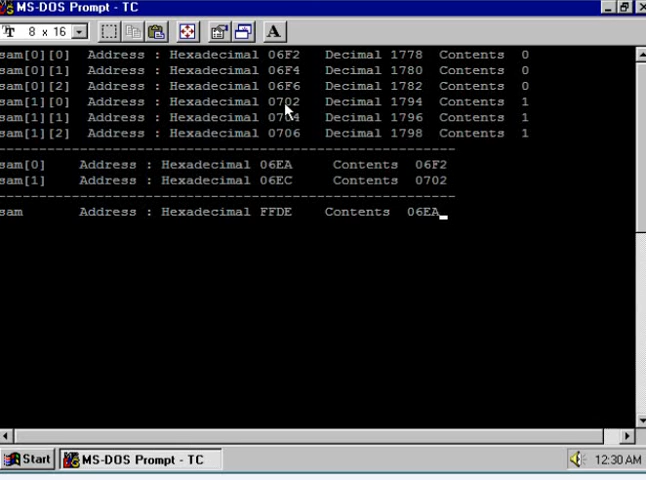 MS-DOS Prompt - TC
8 x 16
A
sam[0][0] Address : Hexadecimal 06F2 Decimal 1778 Contents 0
sam[0][1] Address : Hexadecimal 06F4 Decimal 1780 Contents 0
sam[0][2] Address : Hexadecimal 06F6 Decimal 1782 Contents 0
sam[1][0] Address : Hexadecimal 0702 Decimal 1794 Contents 1
sam[1][1] Address : Hexadecimal 0704 Decimal 1796 Contents 1
sam[1][2] Address : Hexadecimal 0706 Decimal 1798 Contents 1
sam[0] Address : Hexadecimal 06EA Contents 06F2
sam[1] Address : Hexadecimal 06EC Contents 0702
sam Address : Hexadecimal FFDE Contents 06EA
Start MS-DOS Prompt - TC 12:30 AM